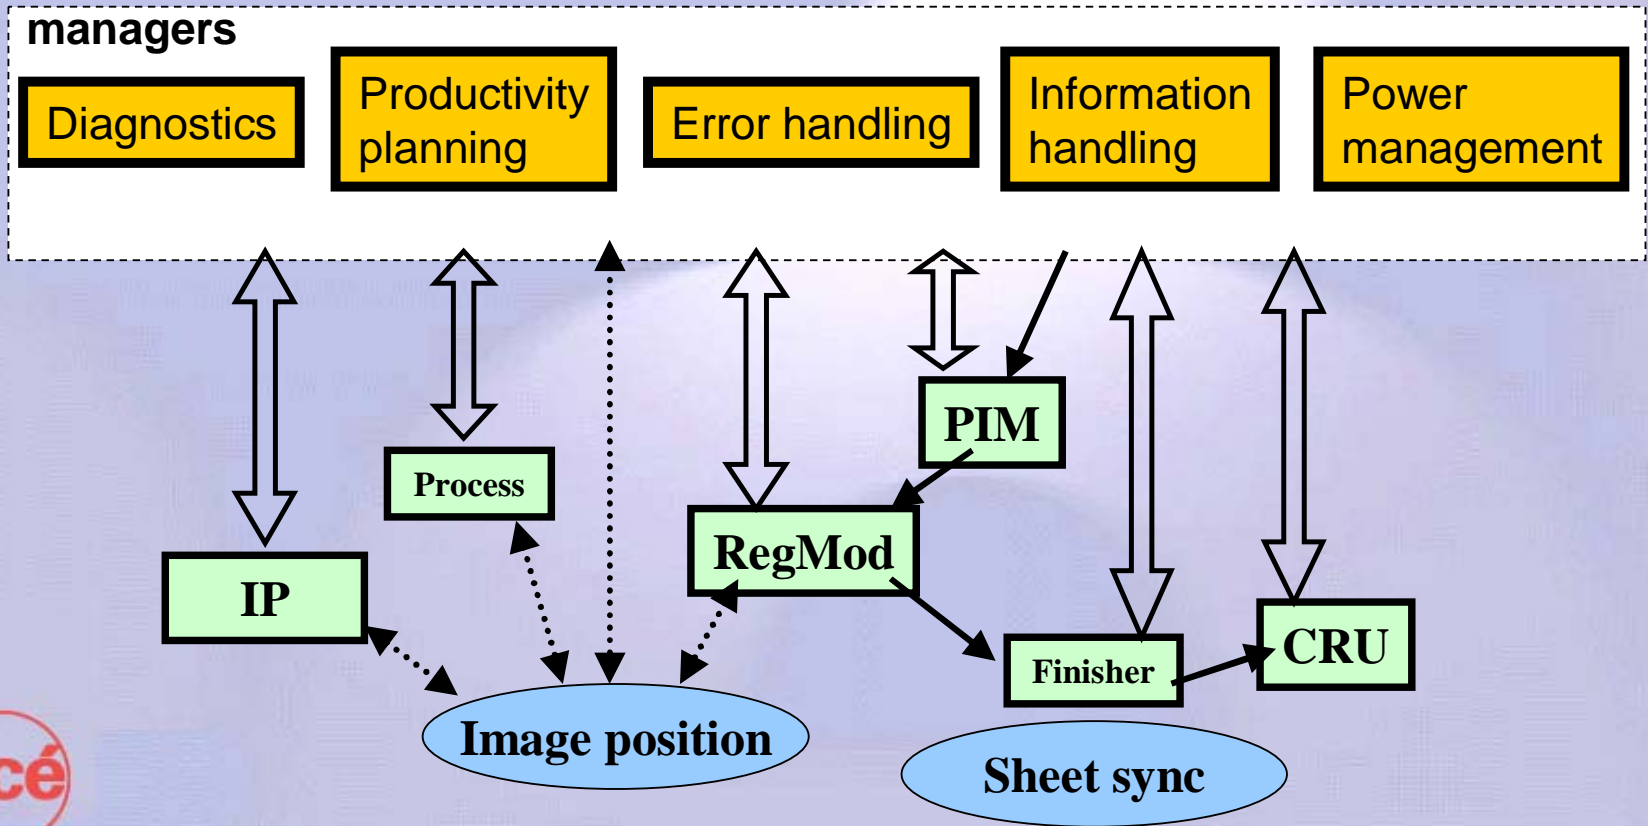 managers
Diagnostics
Productivity
planning
Error handling
Information
handling
Power
management
PIM
Process
RegMod
IP
CRU
Finisher
Image position
Sheet sync
cé